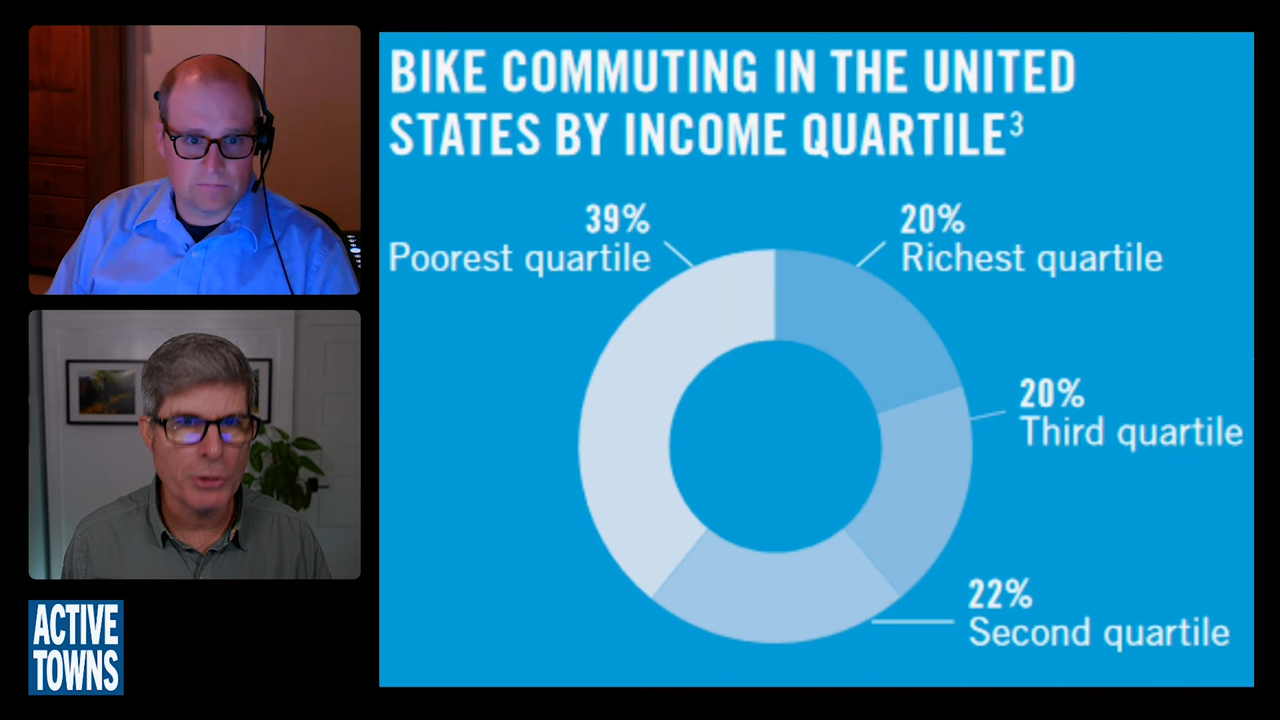 BIKE COMMUTING IN THE UNITED
STATES BY INCOME QUARTILE³
39%
Poorest quartile
20%
Richest quartile
20%
Third quartile
22%
Second quartile
ACTIVE
TOWNS